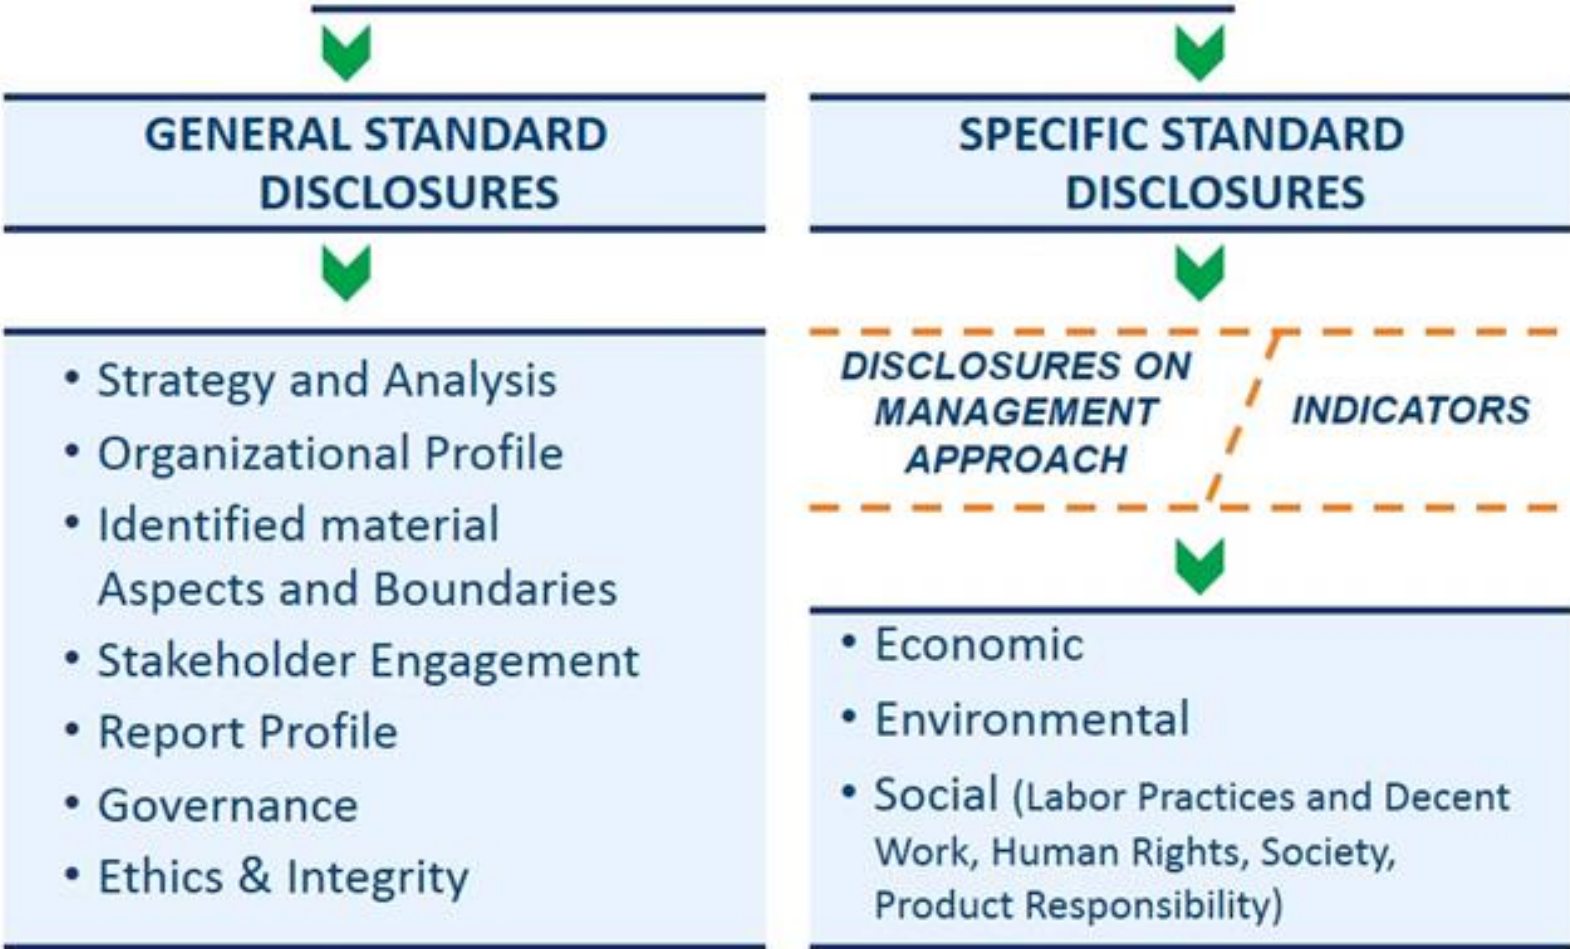 GENERAL STANDARD
DISCLOSURES
• Strategy and Analysis
• Organizational Profile
• Identified material
Aspects and Boundaries
• Stakeholder Engagement
• Report Profile
• Governance
• Ethics & Integrity
SPECIFIC STANDARD
DISCLOSURES
DISCLOSURES ON
MANAGEMENT
APPROACH
INDICATORS
• Economic
• Environmental
• Social (Labor Practices and Decent
Work, Human Rights, Society,
Product Responsibility)